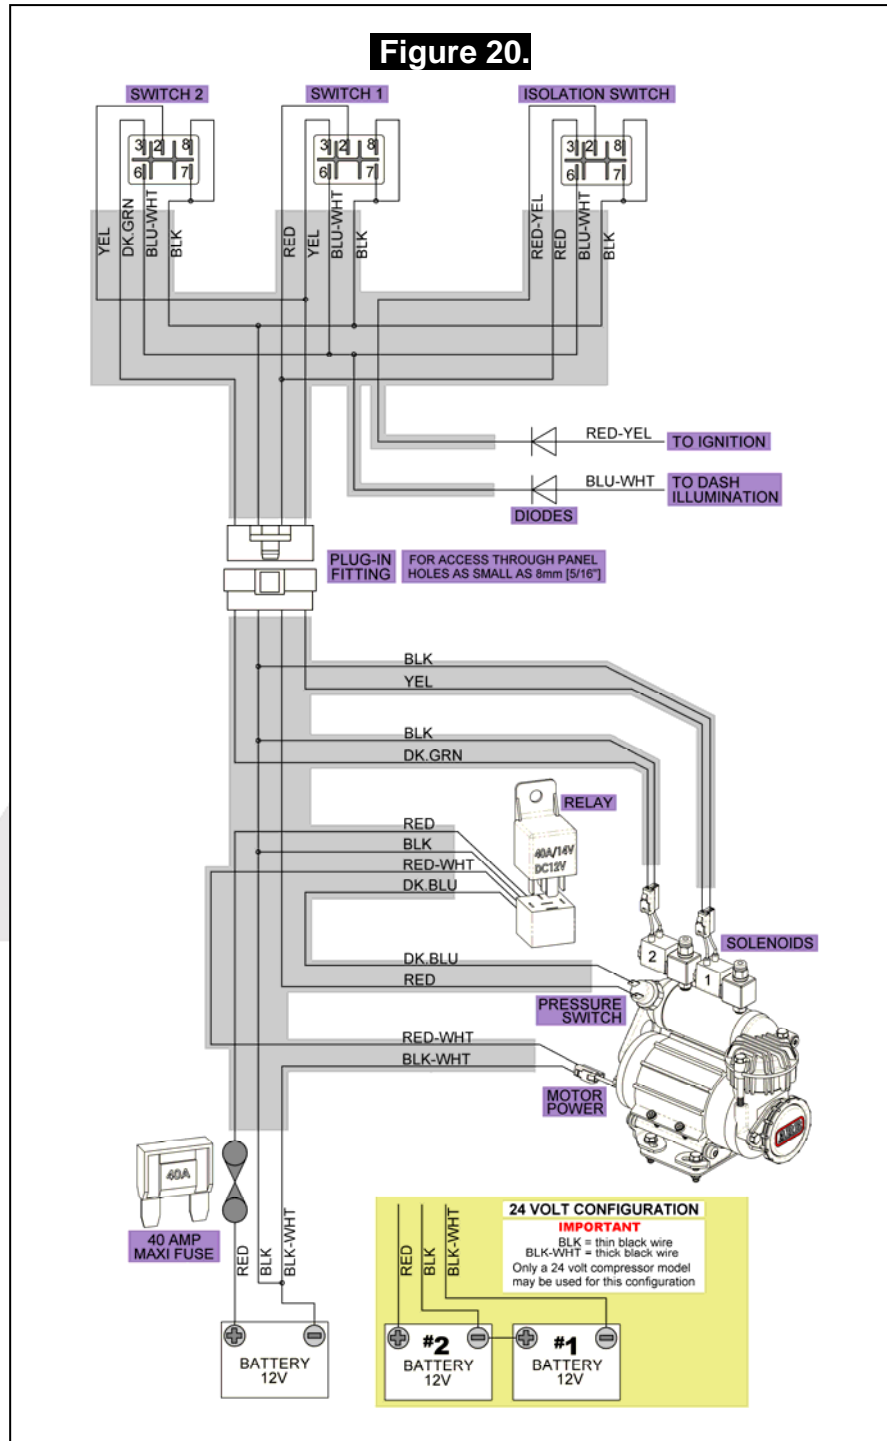 Figure 20.
SWITCH 2
SWITCH 1
ISOLATION SWITCH
3 2 8
6 7
3 2 8
6 7
3 2 8
6 7
YEL
DK.GRN
BLU-WHT
BLK
RED
YEL
BLU-WHT
BLK
RED-YEL
RED
BLU-WHT
BLK
RED-YEL
TO IGNITION
BLU-WHT
TO DASH
ILLUMINATION
DIODES
PLUG-IN
FITTING
FOR ACCESS THROUGH PANEL
HOLES AS SMALL AS 8mm [5/16"]
BLK
YEL
BLK
DK.GRN
RELAY
40A/14V
DC12V
RED
BLK
RED-WHT
DK.BLU
SOLENOIDS
2
1
DK.BLU
RED
PRESSURE
SWITCH
RED-WHT
BLK-WHT
MOTOR
POWER
ARB
40A
40 AMP
MAXI FUSE
RED
BLK
BLK-WHT
BATTERY
12V
24 VOLT CONFIGURATION
IMPORTANT
BLK = thin black wire
BLK-WHT = thick black wire
Only a 24 volt compressor model
may be used for this configuration
RED
BLK
BLK-WHT
#2
BATTERY
12V
#1
BATTERY
12V